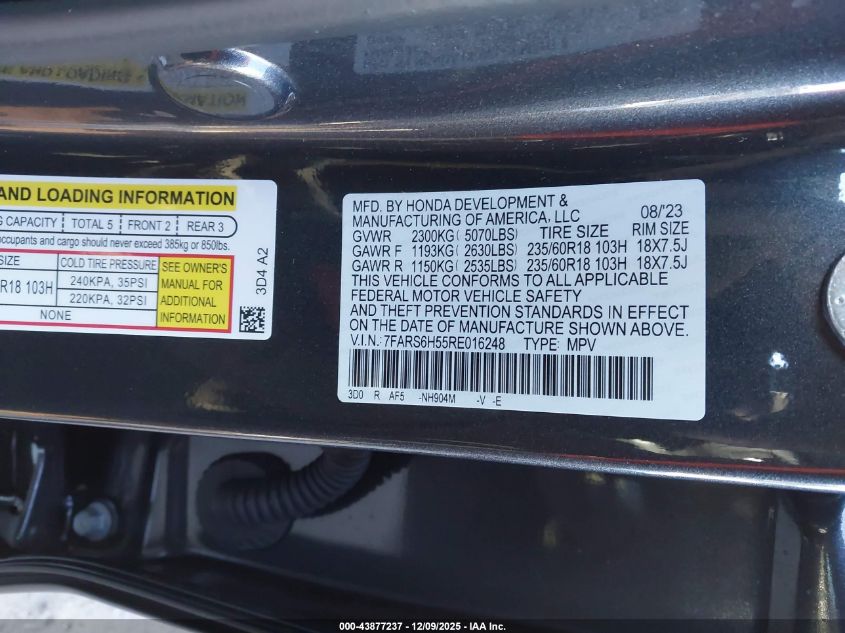 AND LOADING INFORMATION
G CAPACITY TOTAL 5 FRONT 2 REAR 3
occupants and cargo should never exceed 385kg or 850lbs.
SIZE COLD TIRE PRESSURE SEE OWNER'S MANUAL FOR ADDITIONAL INFORMATION
R18 103H 240KPA, 35PSI
220KPA, 32PSI
NONE
3D4 A2
MFD. BY HONDA DEVELOPMENT &
MANUFACTURING OF AMERICA, LLC 08/'23
GVWR 2300KG( 5070LBS) TIRE SIZE RIM SIZE
GAWR F 1193KG( 2630LBS) 235/60R18 103H 18X7.5J
GAWR R 1150KG( 2535LBS) 235/60R18 103H 18X7.5J
THIS VEHICLE CONFORMS TO ALL APPLICABLE
FEDERAL MOTOR VEHICLE SAFETY
AND THEFT PREVENTION STANDARDS IN EFFECT
ON THE DATE OF MANUFACTURE SHOWN ABOVE.
V.I.N.: 7FARS6H55RE016248 TYPE: MPV
3D0 R AF5 -NH904M -V -E
000-43877237 - 12/09/2025 - IAA Inc.